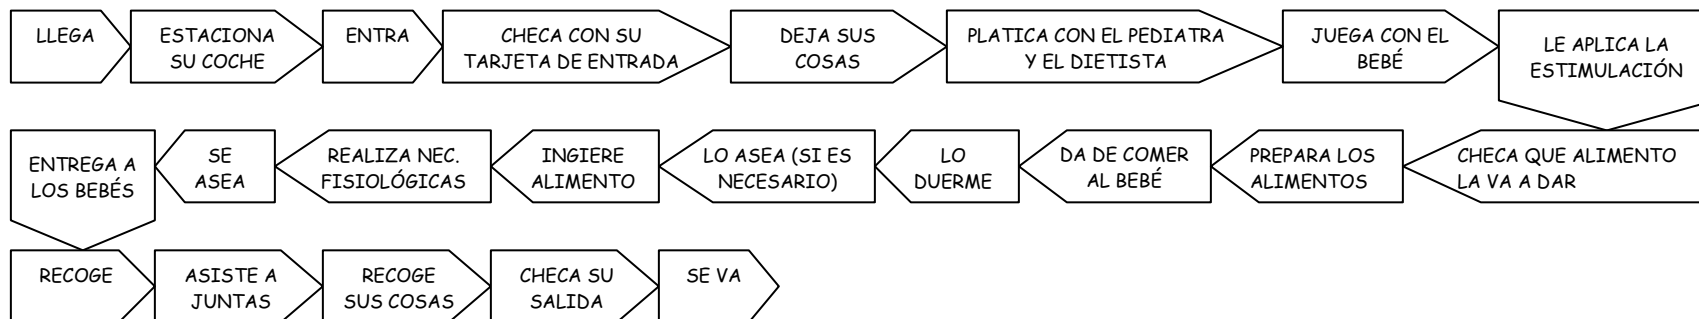 LLEGA
ESTACIONA
SU COCHE
ENTRA
CHECA CON SU
TARJETA DE ENTRADA
DEJA SUS
COSAS
PLATICA CON EL PEDIATRA
Y EL DIETISTA
JUEGA CON EL
BEBÉ
LE APLICA LA
ESTIMULACIÓN
CHECA QUE ALIMENTO
LA VA A DAR
PREPARA LOS
ALIMENTOS
DA DE COMER
AL BEBÉ
LO
DUERME
LO ASEA (SI ES
NECESARIO)
INGIERE
ALIMENTO
REALIZA NEC.
FISIOLÓGICAS
SE
ASEA
ENTREGA A
LOS BEBÉS
RECOGE
ASISTE A
JUNTAS
RECOGE
SUS COSAS
CHECA SU
SALIDA
SE VA